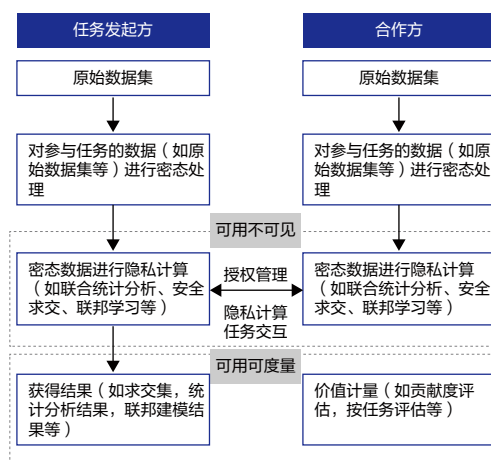 任务发起方
合作方
原始数据集
原始数据集
对参与任务的数据（如原
始数据集等）进行密态处
理
对参与任务的数据（如原
始数据集等）进行密态处
理
可用不可见
密态数据进行隐私计算
（如联合统计分析、安全
求交、联邦学习等）
授权管理
隐私计算
任务交互
密态数据进行隐私计算
（如联合统计分析、安全
求交、联邦学习等）
可用可度量
获得结果（如求交集，统
计分析结果，联邦建模结
果等）
价值计量（如贡献度评
估，按任务评估等）